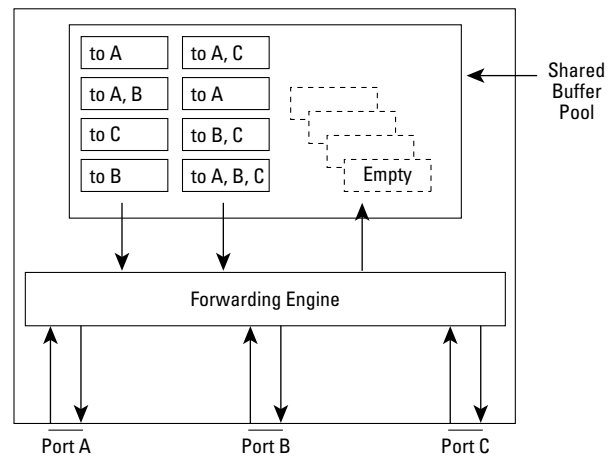 to A
to A, C
to A, B
to A
to C
to B, C
to B
to A, B, C
Empty
Shared
Buffer
Pool
Forwarding Engine
Port A
Port B
Port C